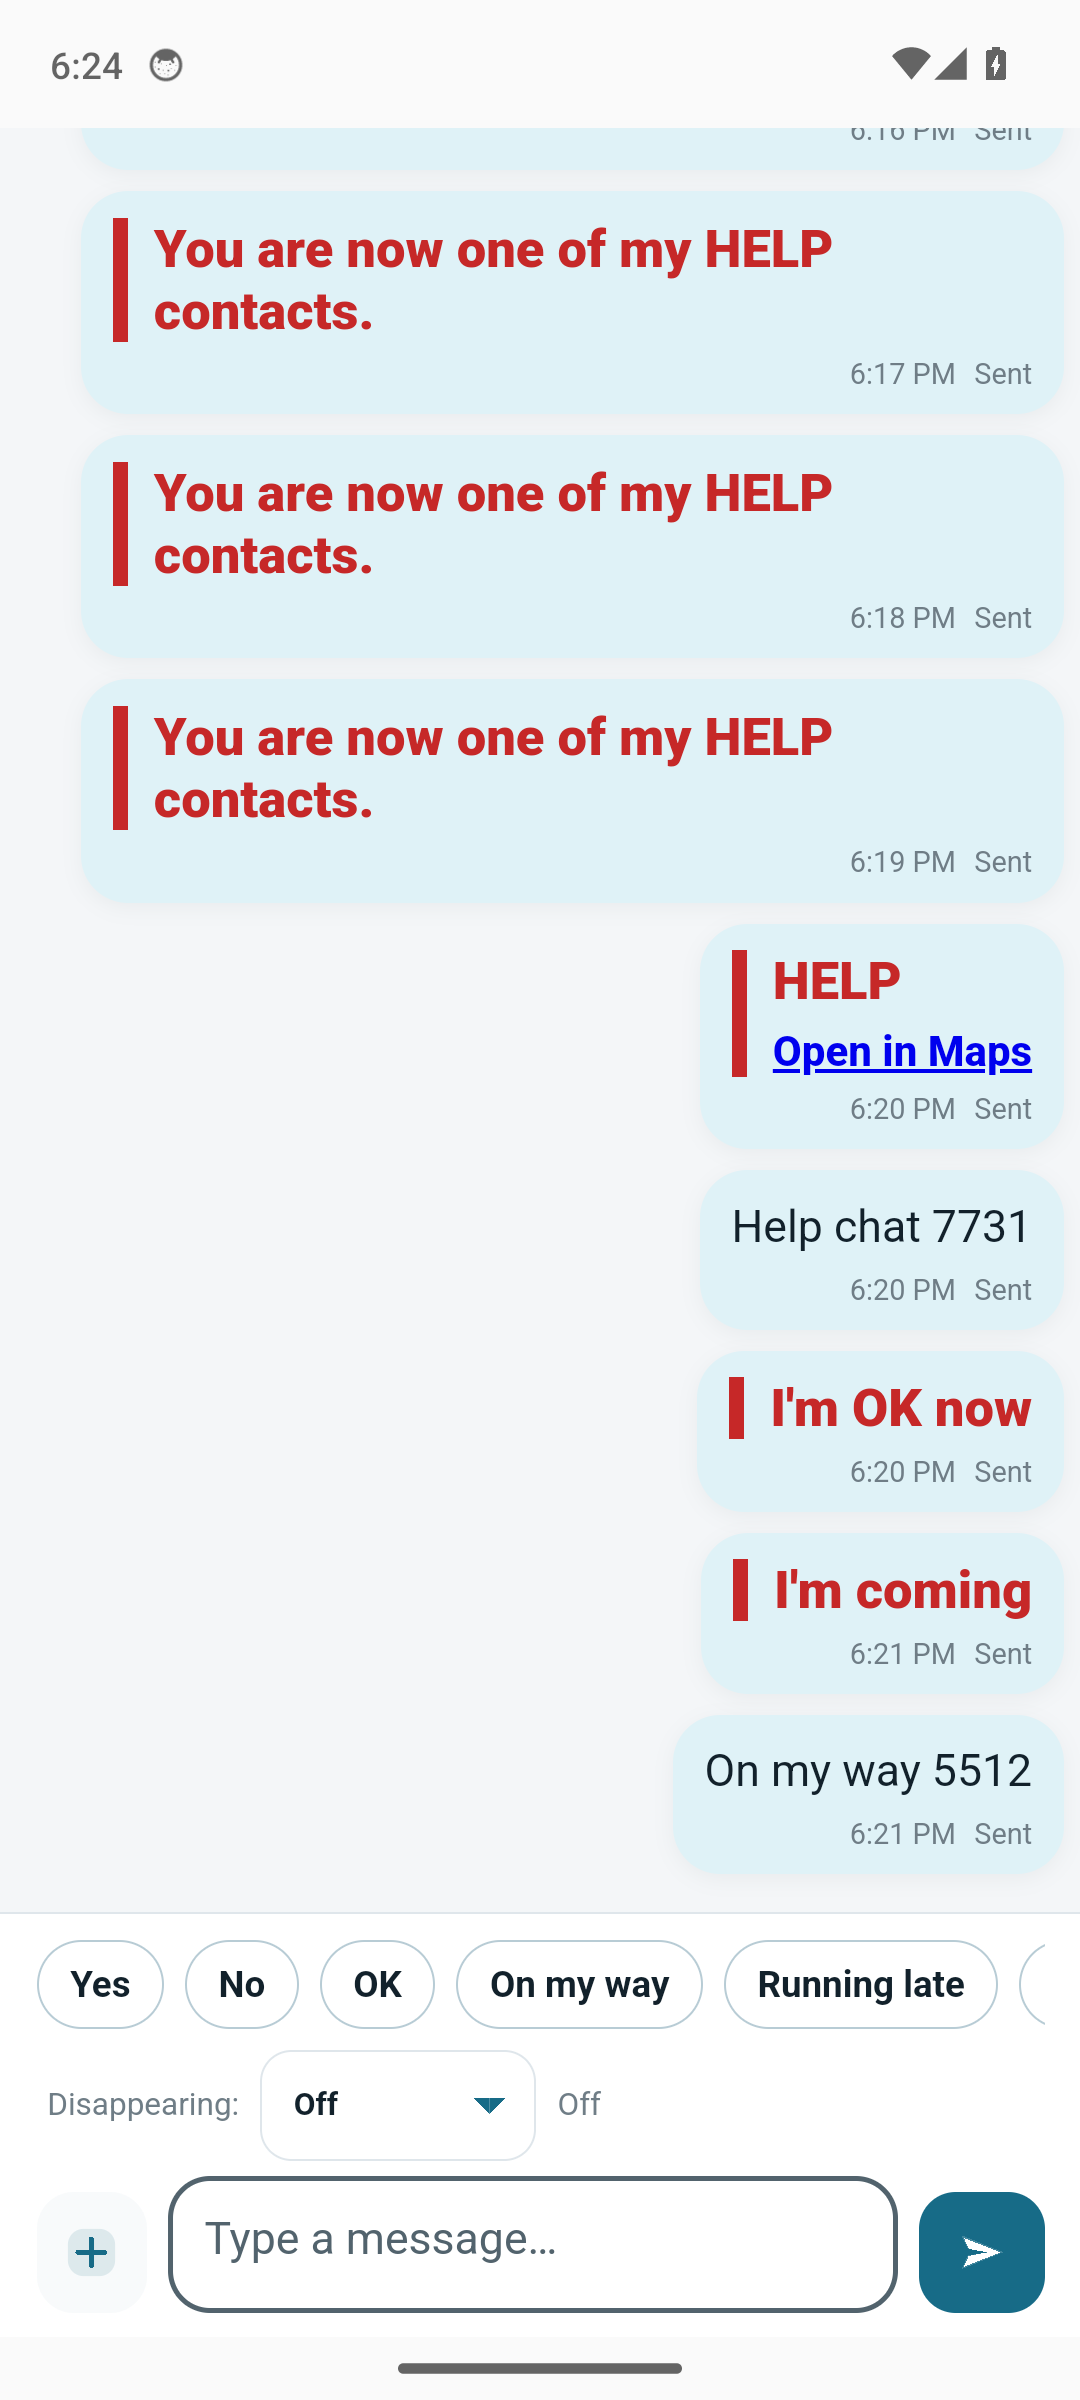 6:24
6:16 PM Sent
You are now one of my HELP
contacts.
6:17 PM Sent
You are now one of my HELP
contacts.
6:18 PM Sent
You are now one of my HELP
contacts.
6:19 PM Sent
HELP
Open in Maps
6:20 PM Sent
Help chat 7731
6:20 PM Sent
I'm OK now
6:20 PM Sent
I'm coming
6:21 PM Sent
On my way 5512
6:21 PM Sent
Yes No OK On my way Running late
Disappearing: Off Off
Type a message…